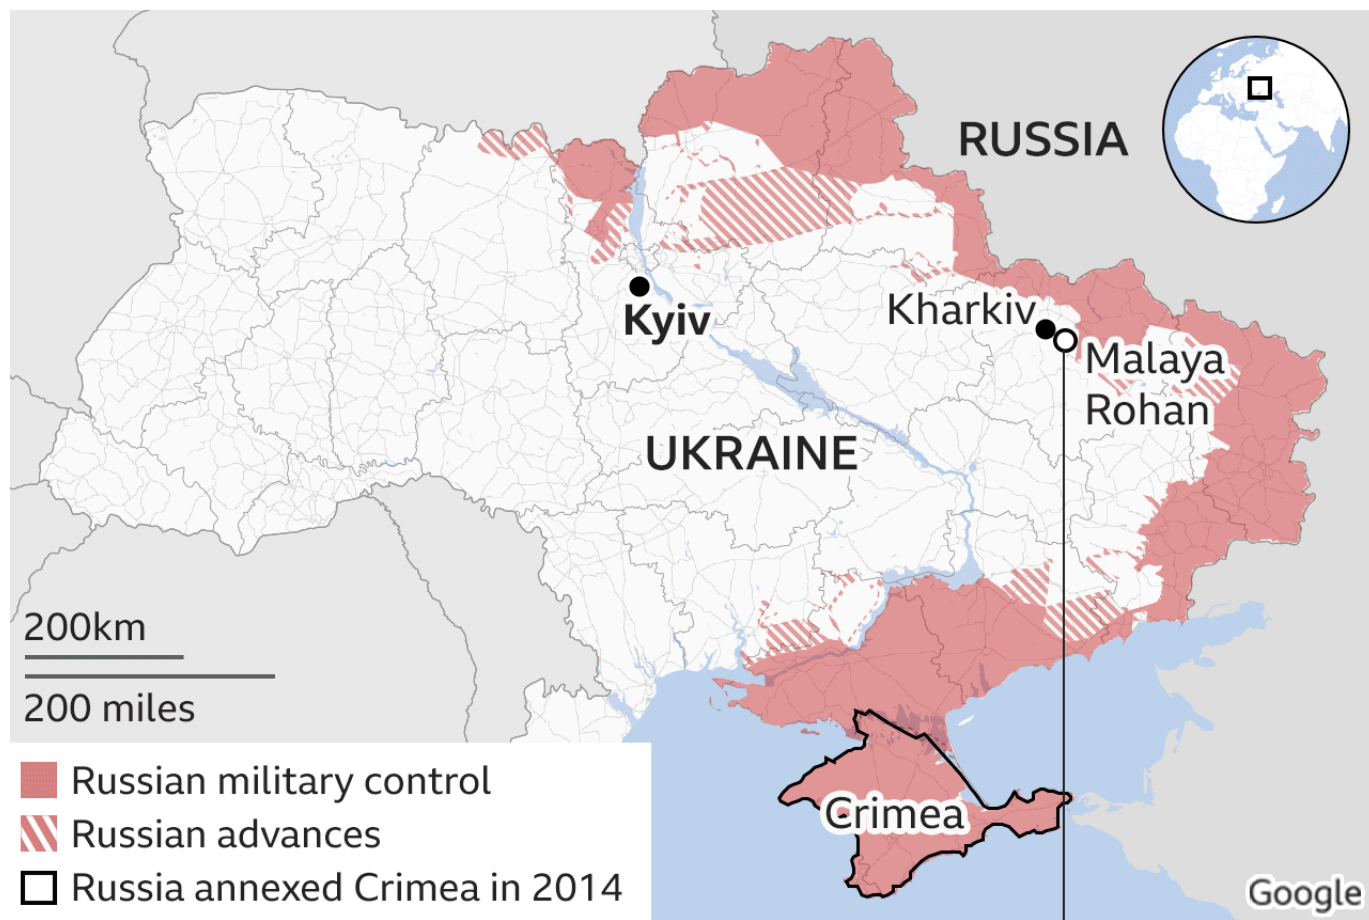 RUSSIA
Kharkiv
Kyiv
Malaya
Rohan
UKRAINE
200km
200 miles
Russian military control
Russian advances
Russia annexed Crimea in 2014
Crimea
Google